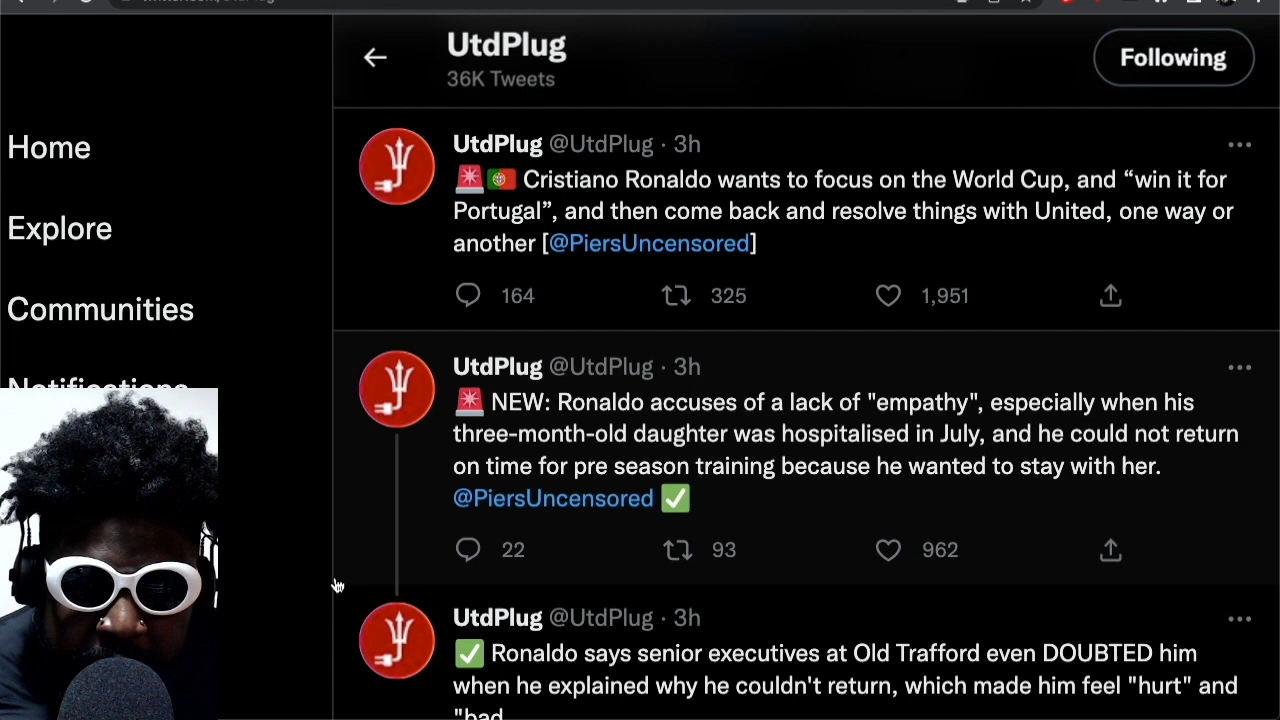 UtdPlug
36K Tweets
Following
Home
Explore
Communities
Notifications
UtdPlug @UtdPlug · 3h
🚨🇵🇹 Cristiano Ronaldo wants to focus on the World Cup, and “win it for
Portugal”, and then come back and resolve things with United, one way or
another [@PiersUncensored]
164 325 1,951
UtdPlug @UtdPlug · 3h
🚨 NEW: Ronaldo accuses of a lack of "empathy", especially when his
three-month-old daughter was hospitalised in July, and he could not return
on time for pre season training because he wanted to stay with her.
@PiersUncensored ✅
22 93 962
UtdPlug @UtdPlug · 3h
✅ Ronaldo says senior executives at Old Trafford even DOUBTED him
when he explained why he couldn't return, which made him feel "hurt" and
"bad